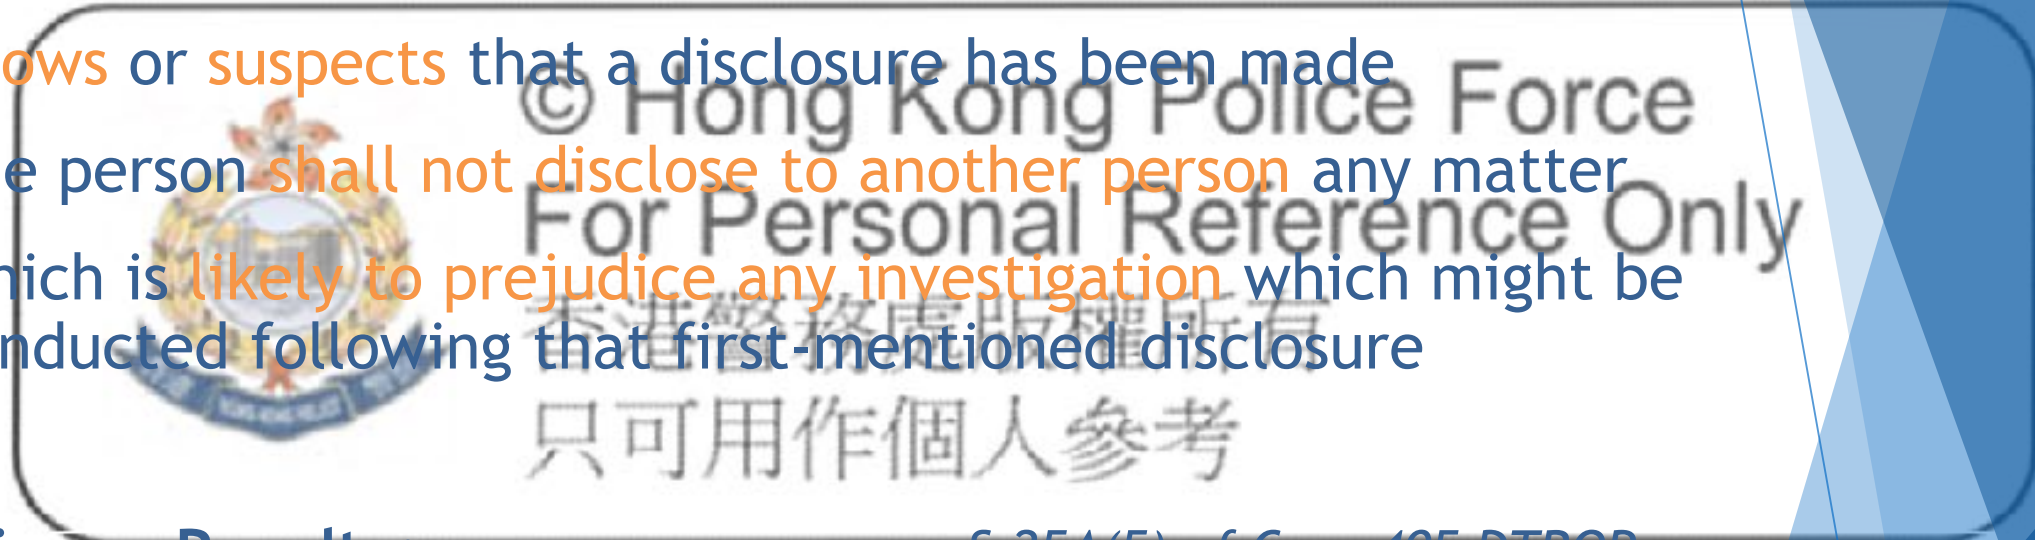 ows or suspects that a disclosure has been made
© Hong Kong Police Force
e person shall not disclose to another person any matter
For Personal Reference Only
hich is likely to prejudice any investigation which might be
香港警務處版權所有
nducted following that first-mentioned disclosure
只可用作個人參考